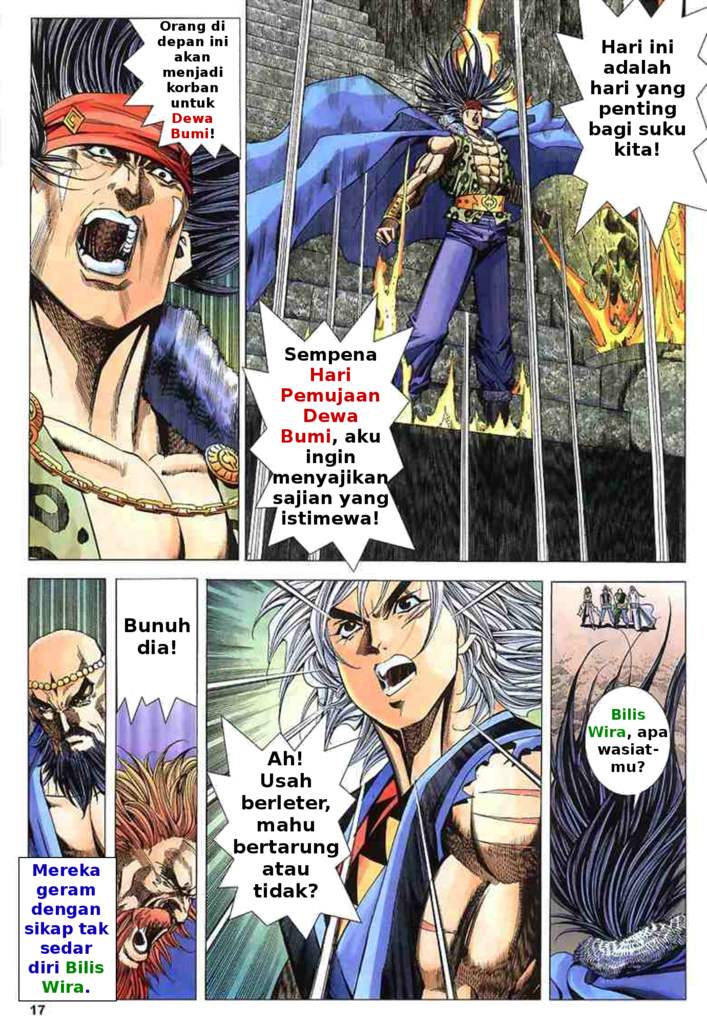 Orang di
depan ini
akan
menjadi
korban
untuk
Dewa
Bumi!
Hari ini
adalah
hari yang
penting
bagi suku
kita!
Sempena
Hari
Pemujaan
Dewa
Bumi, aku
ingin
menyajikan
sajian yang
istimewa!
Mereka
geram
dengan
sikap tak
sedar
diri Bilis
Wira.
Bunuh
dia!
Ah!
Usah
berleter,
mahu
bertarung
atau
tidak?
Bilis
Wira, apa
wasiat-
mu?
17